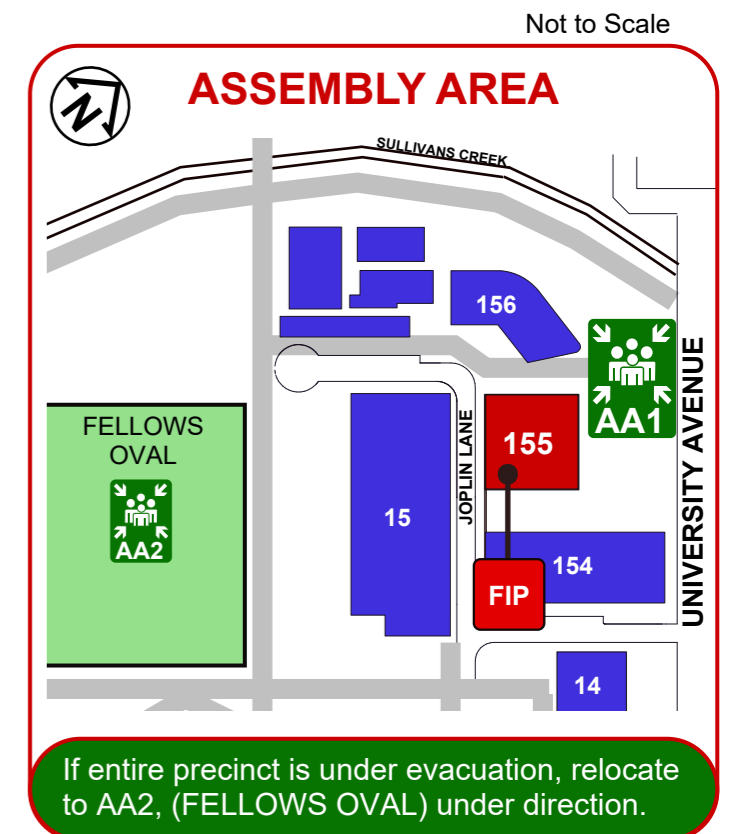 Not to Scale
N
ASSEMBLY AREA
SULLIVANS CREEK
156
AA1
UNIVERSITY AVENUE
FELLOWS
OVAL
AA2
15
JOPLIN LANE
155
154
FIP
14
If entire precinct is under evacuation, relocate
to AA2, (FELLOWS OVAL) under direction.